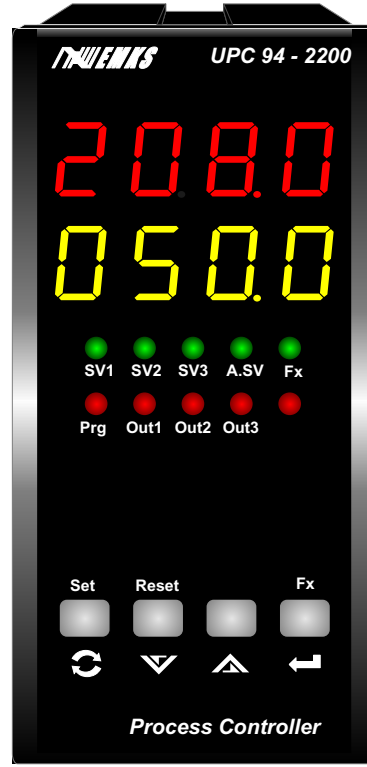 ENKS UPC 94 - 2200
208.0
050.0
SV1 SV2 SV3 A.SV Fx
Prg Out1 Out2 Out3
Set Reset Fx
Process Controller